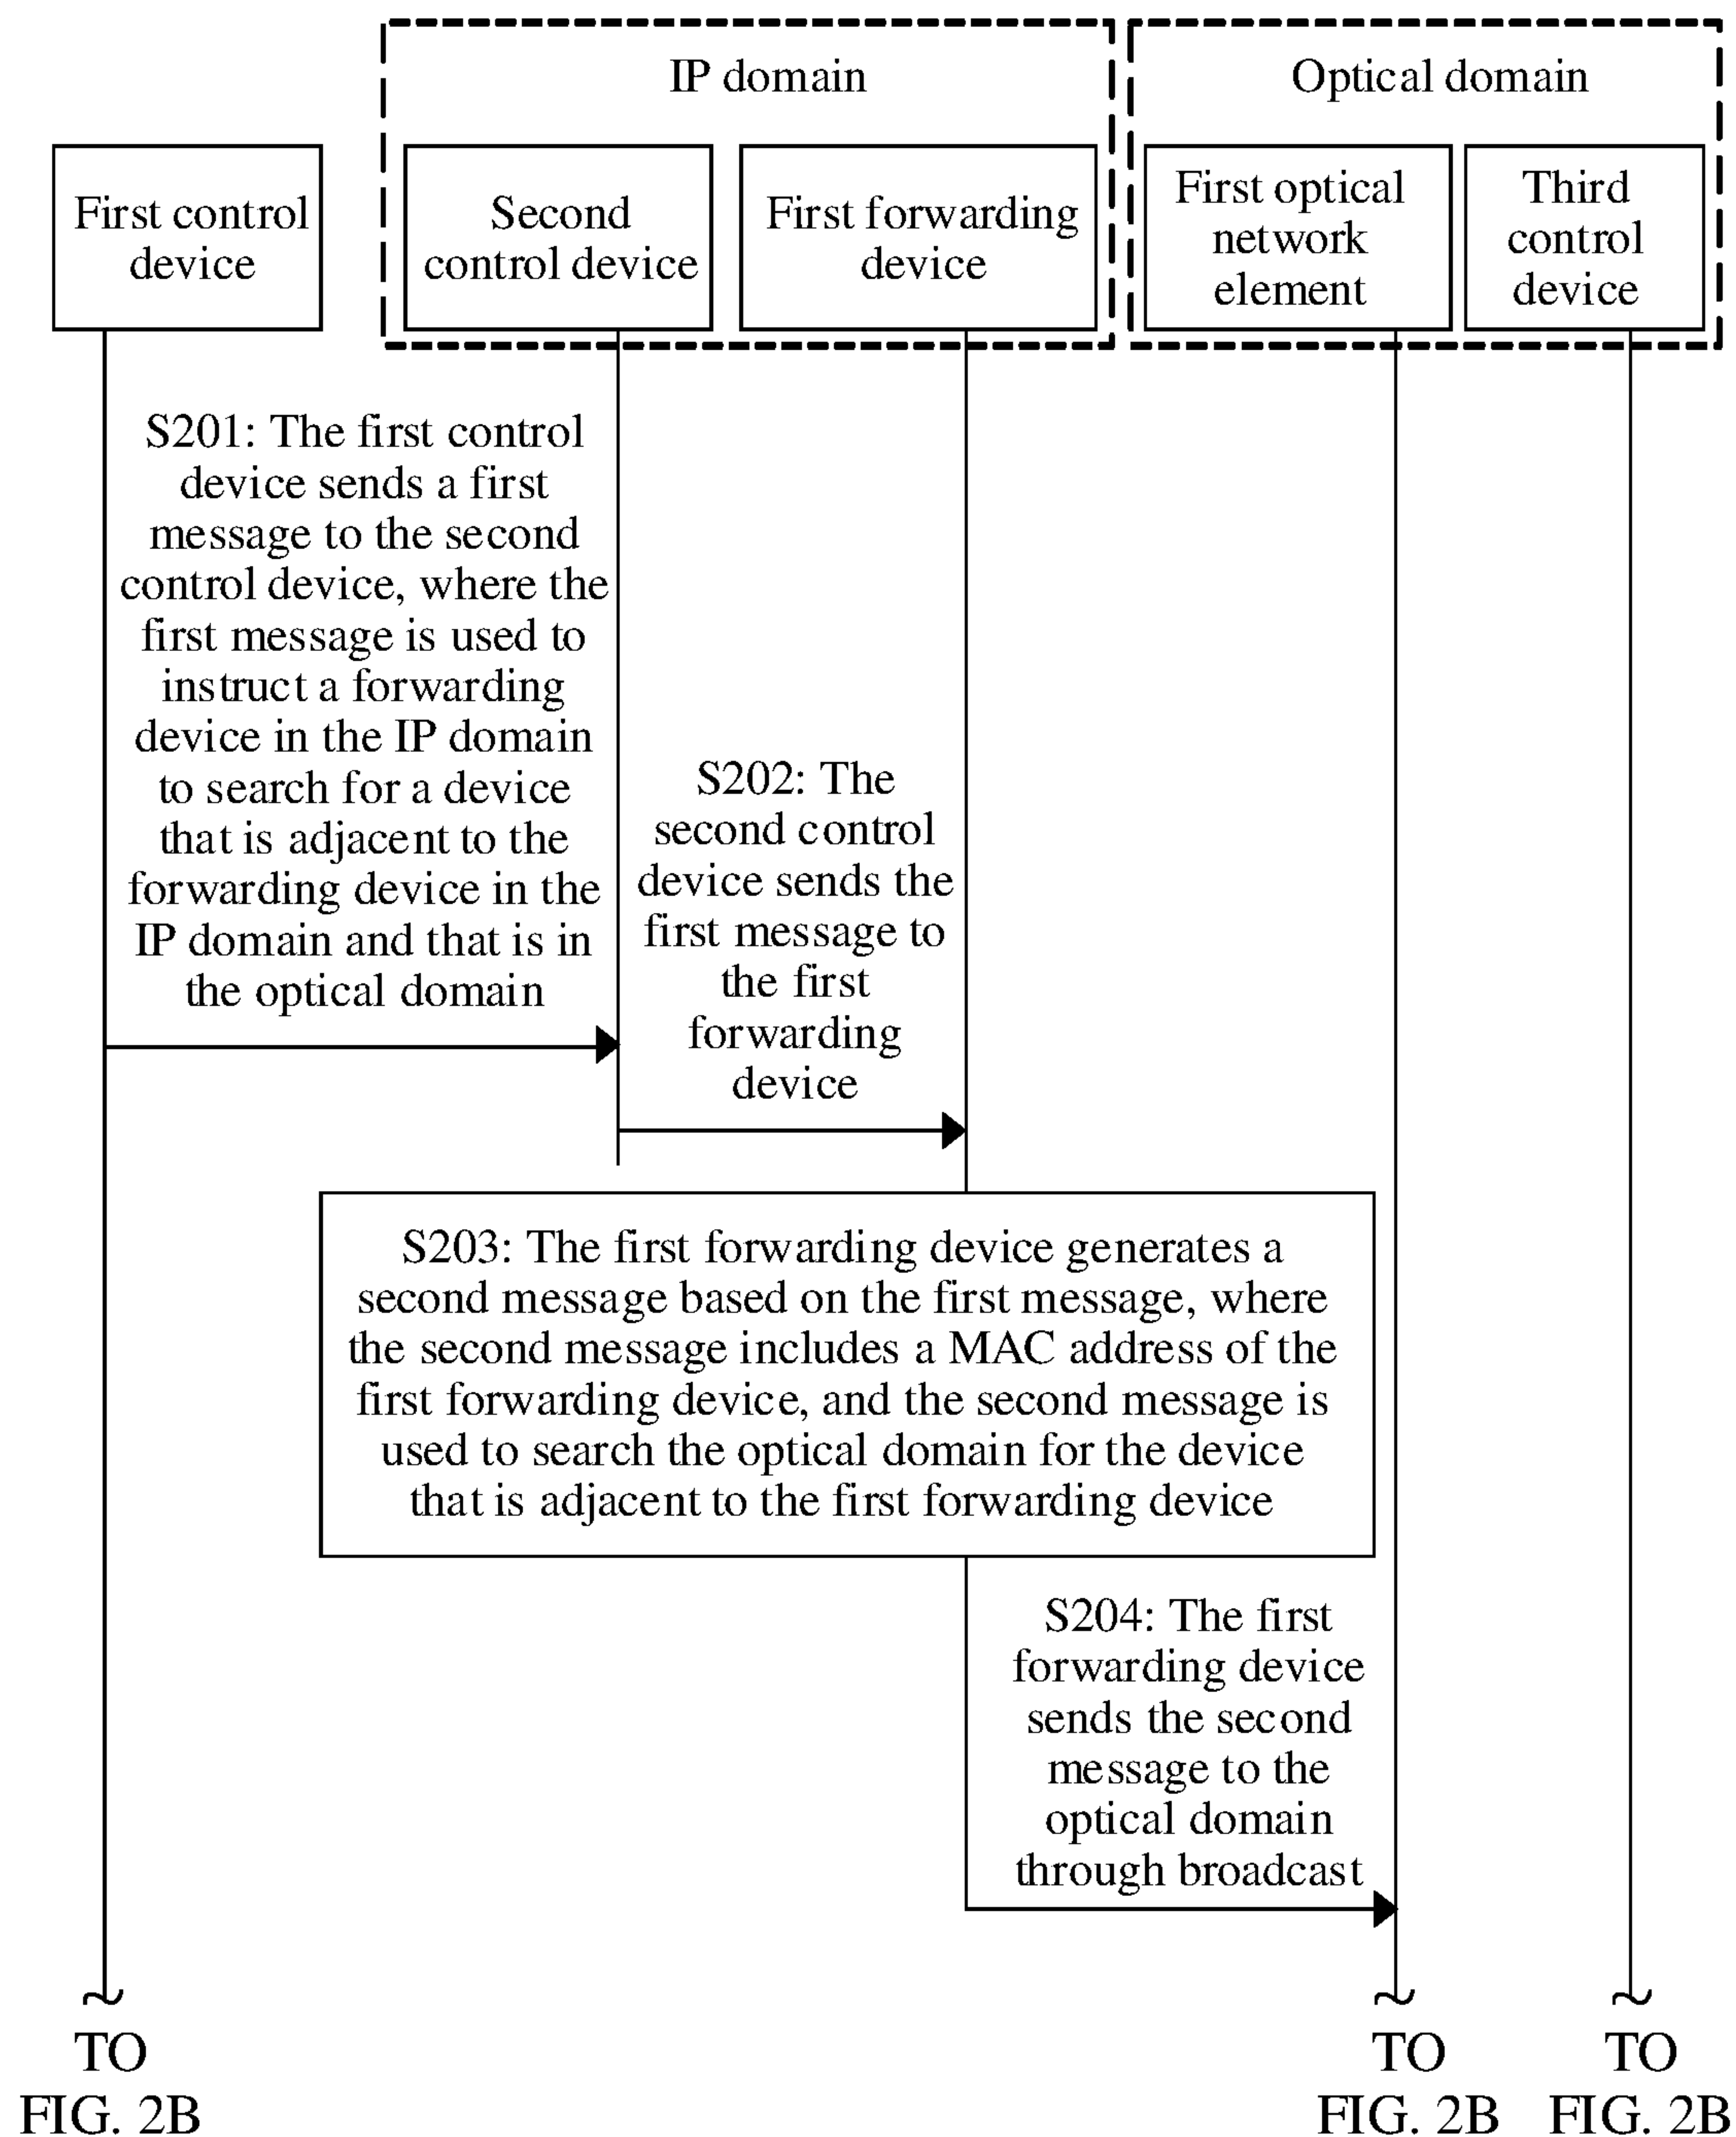 IP domain
Optical domain
First control
device
Second
control device
First forwarding
device
First optical
network
element
Third
control
device
S201: The first control
device sends a first
message to the second
control device, where the
first message is used to
instruct a forwarding
device in the IP domain
to search for a device
that is adjacent to the
forwarding device in the
IP domain and that is in
the optical domain
S202: The
second control
device sends the
first message to
the first
forwarding
device
S203: The first forwarding device generates a
second message based on the first message, where
the second message includes a MAC address of the
first forwarding device, and the second message is
used to search the optical domain for the device
that is adjacent to the first forwarding device
S204: The first
forwarding device
sends the second
message to the
optical domain
through broadcast
TO
FIG. 2B
TO
FIG. 2B
TO
FIG. 2B